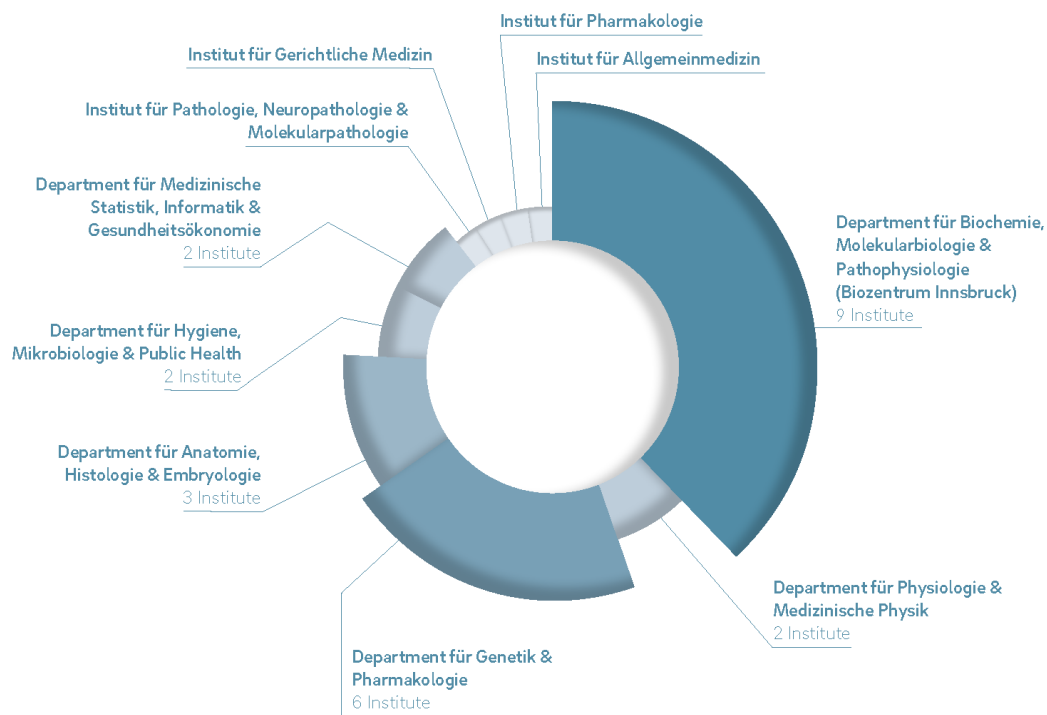 Institut für Pharmakologie
Institut für Gerichtliche Medizin
Institut für Allgemeinmedizin
Institut für Pathologie, Neuropathologie &
Molekularpathologie
Department für Medizinische
Statistik, Informatik &
Gesundheitsökonomie
2 Institute
Department für Biochemie,
Molekularbiologie &
Pathophysiologie
(Biozentrum Innsbruck)
9 Institute
Department für Hygiene,
Mikrobiologie & Public Health
2 Institute
Department für Anatomie,
Histologie & Embryologie
3 Institute
Department für Physiologie &
Medizinische Physik
2 Institute
Department für Genetik &
Pharmakologie
6 Institute